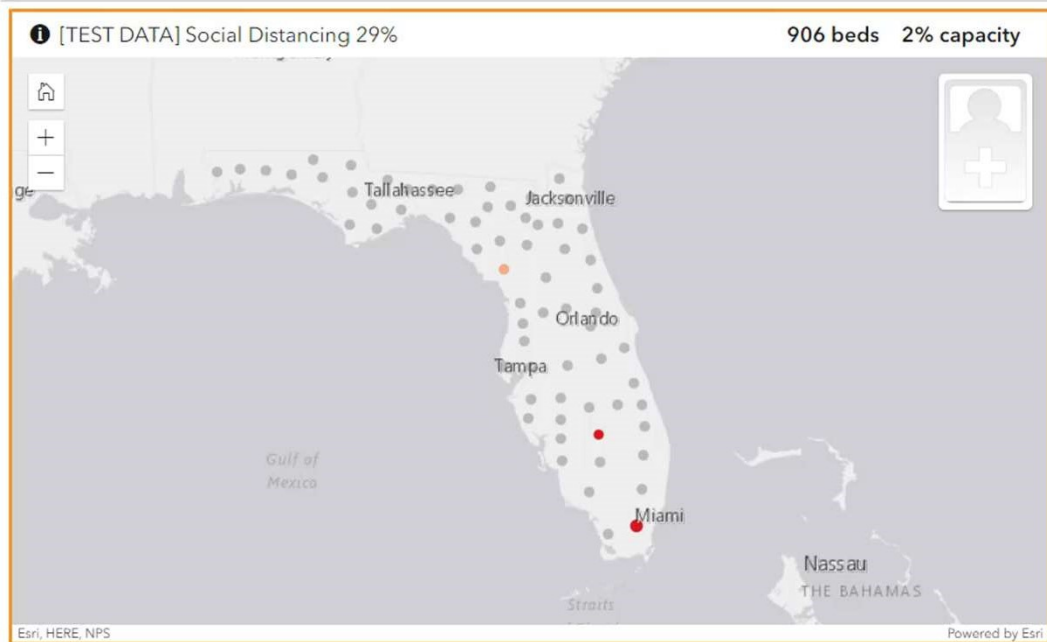 [TEST DATA] Social Distancing 29%
906 beds 2% capacity
ge
Tallahassee
Jacksonville
Orlando
Tampa
Gulf of
Mexico
Miami
Nassau
THE BAHAMAS
Straits
Esri, HERE, NPS
Powered by Esri